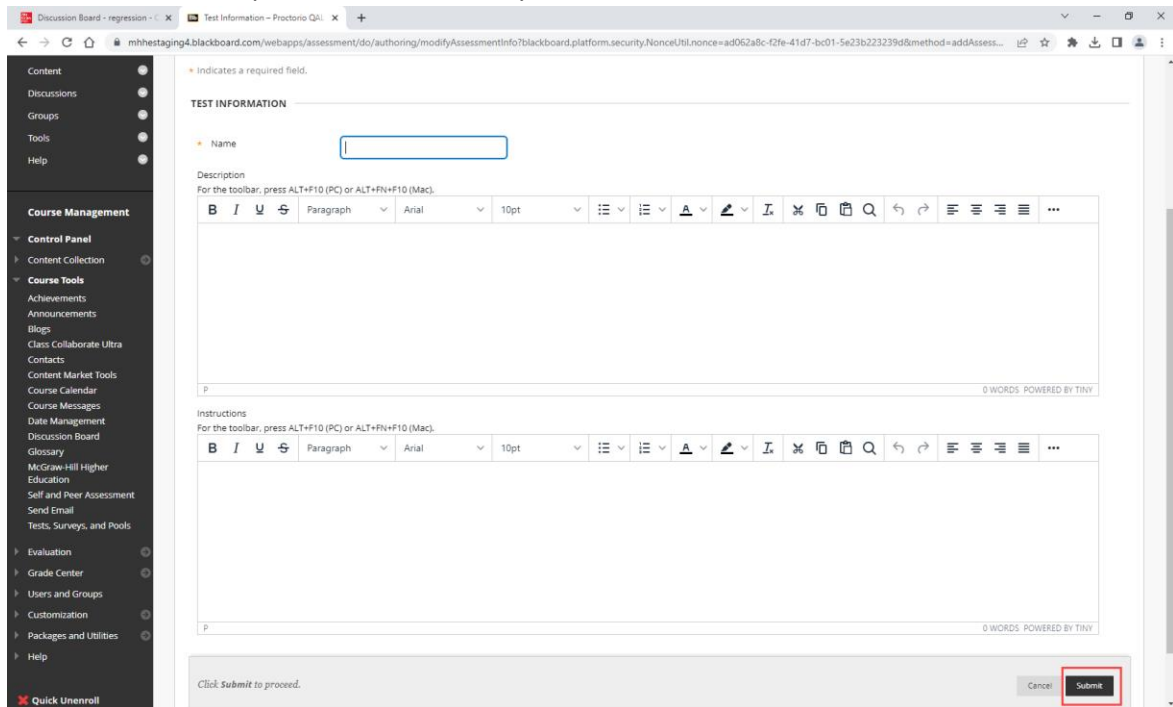 Discussion Board - regression - C
Test Information – Proctorio QAL
mhhestaging4.blackboard.com/webapps/assessment/do/authoring/modifyAssessmentInfo?blackboard.platform.security.NonceUtil.nonce=ad062a8c-f2fe-41d7-bc01-5e23b223239d&method=addAssess...
Content
Discussions
Groups
Tools
Help
Course Management
Control Panel
Content Collection
Course Tools
Achievements
Announcements
Blogs
Class Collaborate Ultra
Contacts
Content Market Tools
Course Calendar
Course Messages
Date Management
Discussion Board
Glossary
McGraw-Hill Higher
Education
Self and Peer Assessment
Send Email
Tests, Surveys, and Pools
Evaluation
Grade Center
Users and Groups
Customization
Packages and Utilities
Help
Quick Unenroll
* Indicates a required field.
TEST INFORMATION
* Name
Description
For the toolbar, press ALT+F10 (PC) or ALT+FN+F10 (Mac).
B I U S Paragraph Arial 10pt A ...
P 0 WORDS POWERED BY TINY
Instructions
For the toolbar, press ALT+F10 (PC) or ALT+FN+F10 (Mac).
B I U S Paragraph Arial 10pt A ...
P 0 WORDS POWERED BY TINY
Click Submit to proceed.
Cancel Submit